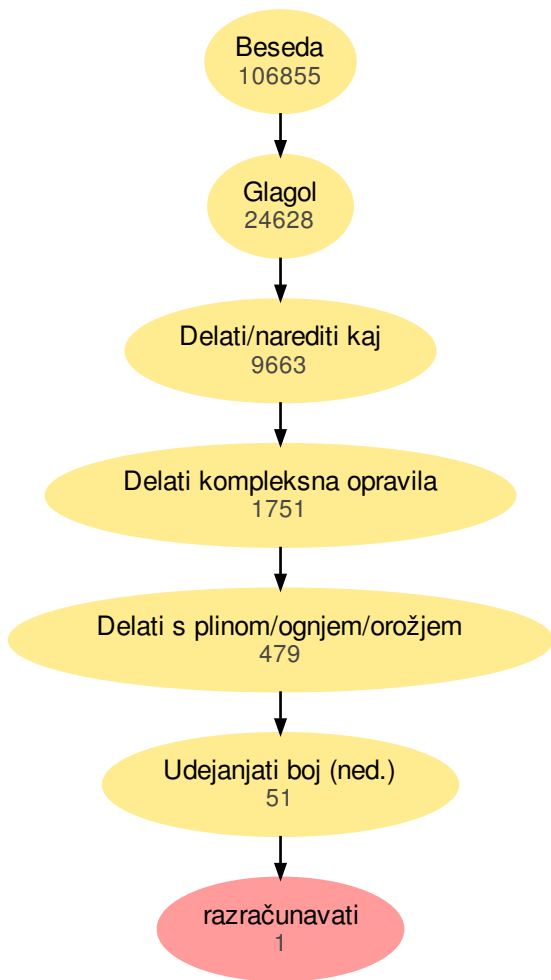 Beseda
106855
Glagol
24628
Delati/narediti kaj
9663
Delati kompleksna opravila
1751
Delati s plinom/ognjem/orožjem
479
Udejanjati boj (ned.)
51
razračunavati
1